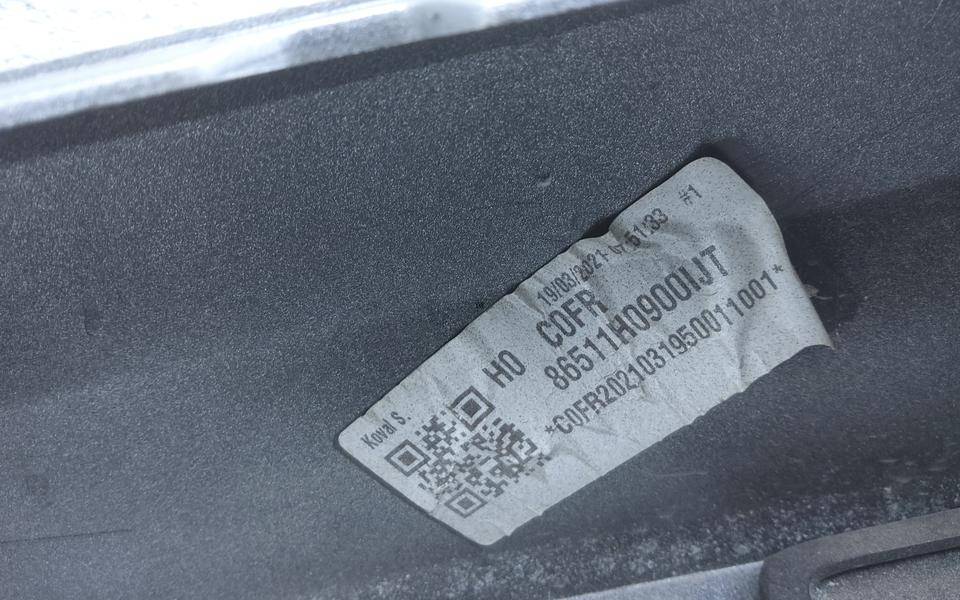 Koval S.
19/03/2021 #1
H0 C0FR
86511H0900IJT
*C0FR2021031950011001*